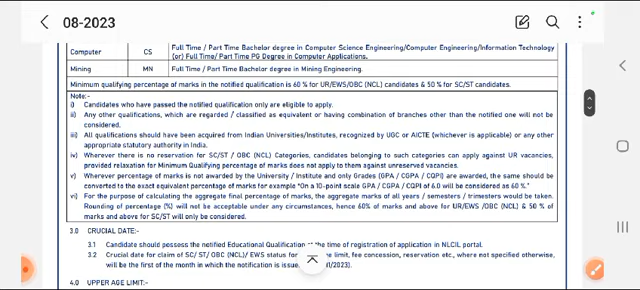 08-2023
Computer CS Full Time / Part Time Bachelor degree in Computer Science Engineering/Computer Engineering/Information Technology
(or) Full Time/ Part Time PG Degree in Computer Applications.
Mining MN Full Time / Part Time Bachelor degree in Mining Engineering.
Minimum qualifying percentage of marks in the notified qualification is 60 % for UR/EWS/OBC (NCL) candidates & 50 % for SC/ST candidates.
Note:-
i) Candidates who have passed the notified qualification only are eligible to apply.
ii) Any other qualifications, which are regarded / classified as equivalent or having combination of branches other than the notified one will not be
considered.
iii) All qualifications should have been acquired from Indian Universities/Institutes, recognized by UGC or AICTE (whichever is applicable) or any other
appropriate statutory authority in India.
iv) Wherever there is no reservation for SC/ST / OBC (NCL) Categories, candidates belonging to such categories can apply against UR vacancies,
provided relaxation for Minimum Qualifying percentage of marks does not apply to them against unreserved vacancies.
v) Wherever percentage of marks is not awarded by the University / Institute and only Grades (GPA / CGPA / CQPI) are awarded, the same should be
converted to the exact equivalent percentage of marks for example "On a 10-point scale GPA / CGPA / CQPI of 6.0 will be considered as 60 %."
vi) For the purpose of calculating the aggregate final percentage of marks, the aggregate marks of all years / semesters / trimesters would be taken.
Rounding of percentage (%) will not be acceptable under any circumstances, hence 60% of marks and above for UR/EWS /OBC (NCL) & 50 % of
marks and above for SC/ST will only be considered.
3.0 CRUCIAL DATE:-
3.1 Candidate should possess the notified Educational Qualification at the time of registration of application in NLCIL portal.
3.2 Crucial date for claim of SC/ ST/ OBC (NCL)/ EWS status for limit, fee concession, reservation etc., where not specified otherwise,
will be the first of the month in which the notification is issue /2023).
4.0 UPPER AGE LIMIT:-